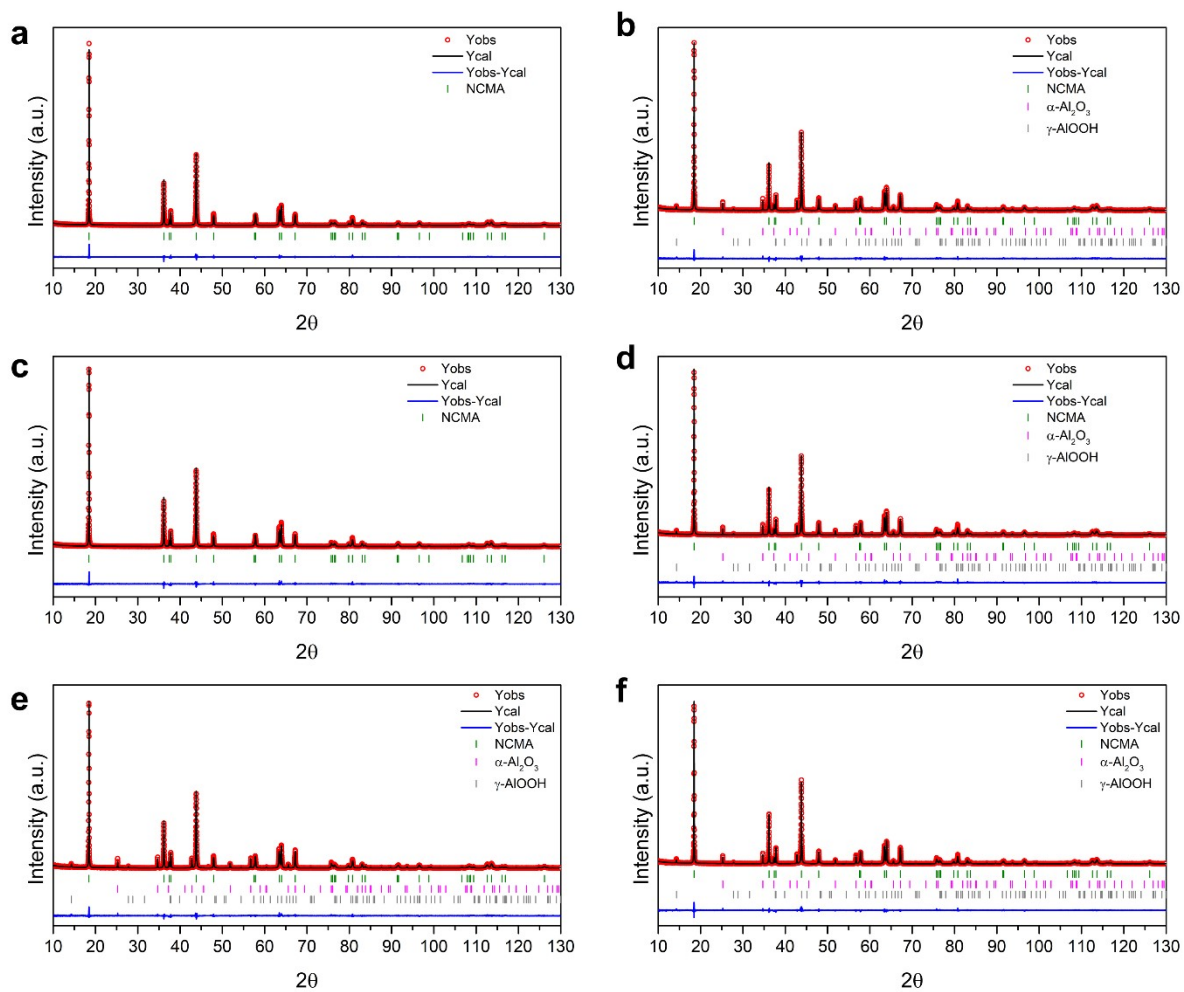 a
Intensity (a.u.)
Yobs
Ycal
Yobs-Ycal
NCMA
10 20 30 40 50 60 70 80 90 100 110 120 130
2θ
b
Intensity (a.u.)
Yobs
Ycal
Yobs-Ycal
NCMA
α-Al₂O₃
γ-AlOOH
10 20 30 40 50 60 70 80 90 100 110 120 130
2θ
c
Intensity (a.u.)
Yobs
Ycal
Yobs-Ycal
NCMA
10 20 30 40 50 60 70 80 90 100 110 120 130
2θ
d
Intensity (a.u.)
Yobs
Ycal
Yobs-Ycal
NCMA
α-Al₂O₃
γ-AlOOH
10 20 30 40 50 60 70 80 90 100 110 120 130
2θ
e
Intensity (a.u.)
Yobs
Ycal
Yobs-Ycal
NCMA
α-Al₂O₃
γ-AlOOH
10 20 30 40 50 60 70 80 90 100 110 120 130
2θ
f
Intensity (a.u.)
Yobs
Ycal
Yobs-Ycal
NCMA
α-Al₂O₃
γ-AlOOH
10 20 30 40 50 60 70 80 90 100 110 120 130
2θ